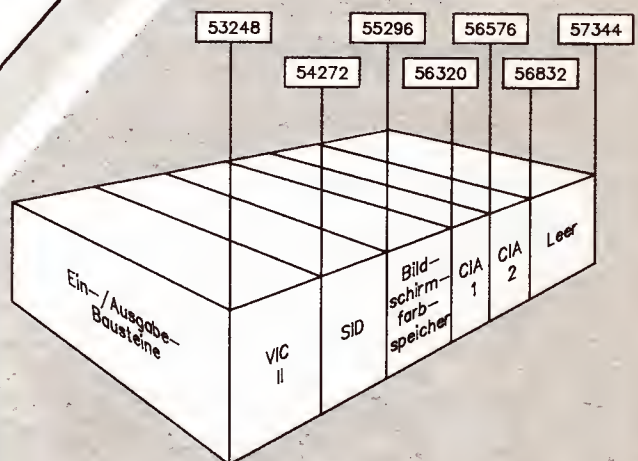 53248
55296
56576
57344
54272
56320
56832
Ein-/Ausgabe-
Bausteine
VIC
II
SID
Bild-
schirm-
farb-
speicher
CIA
1
CIA
2
Leer